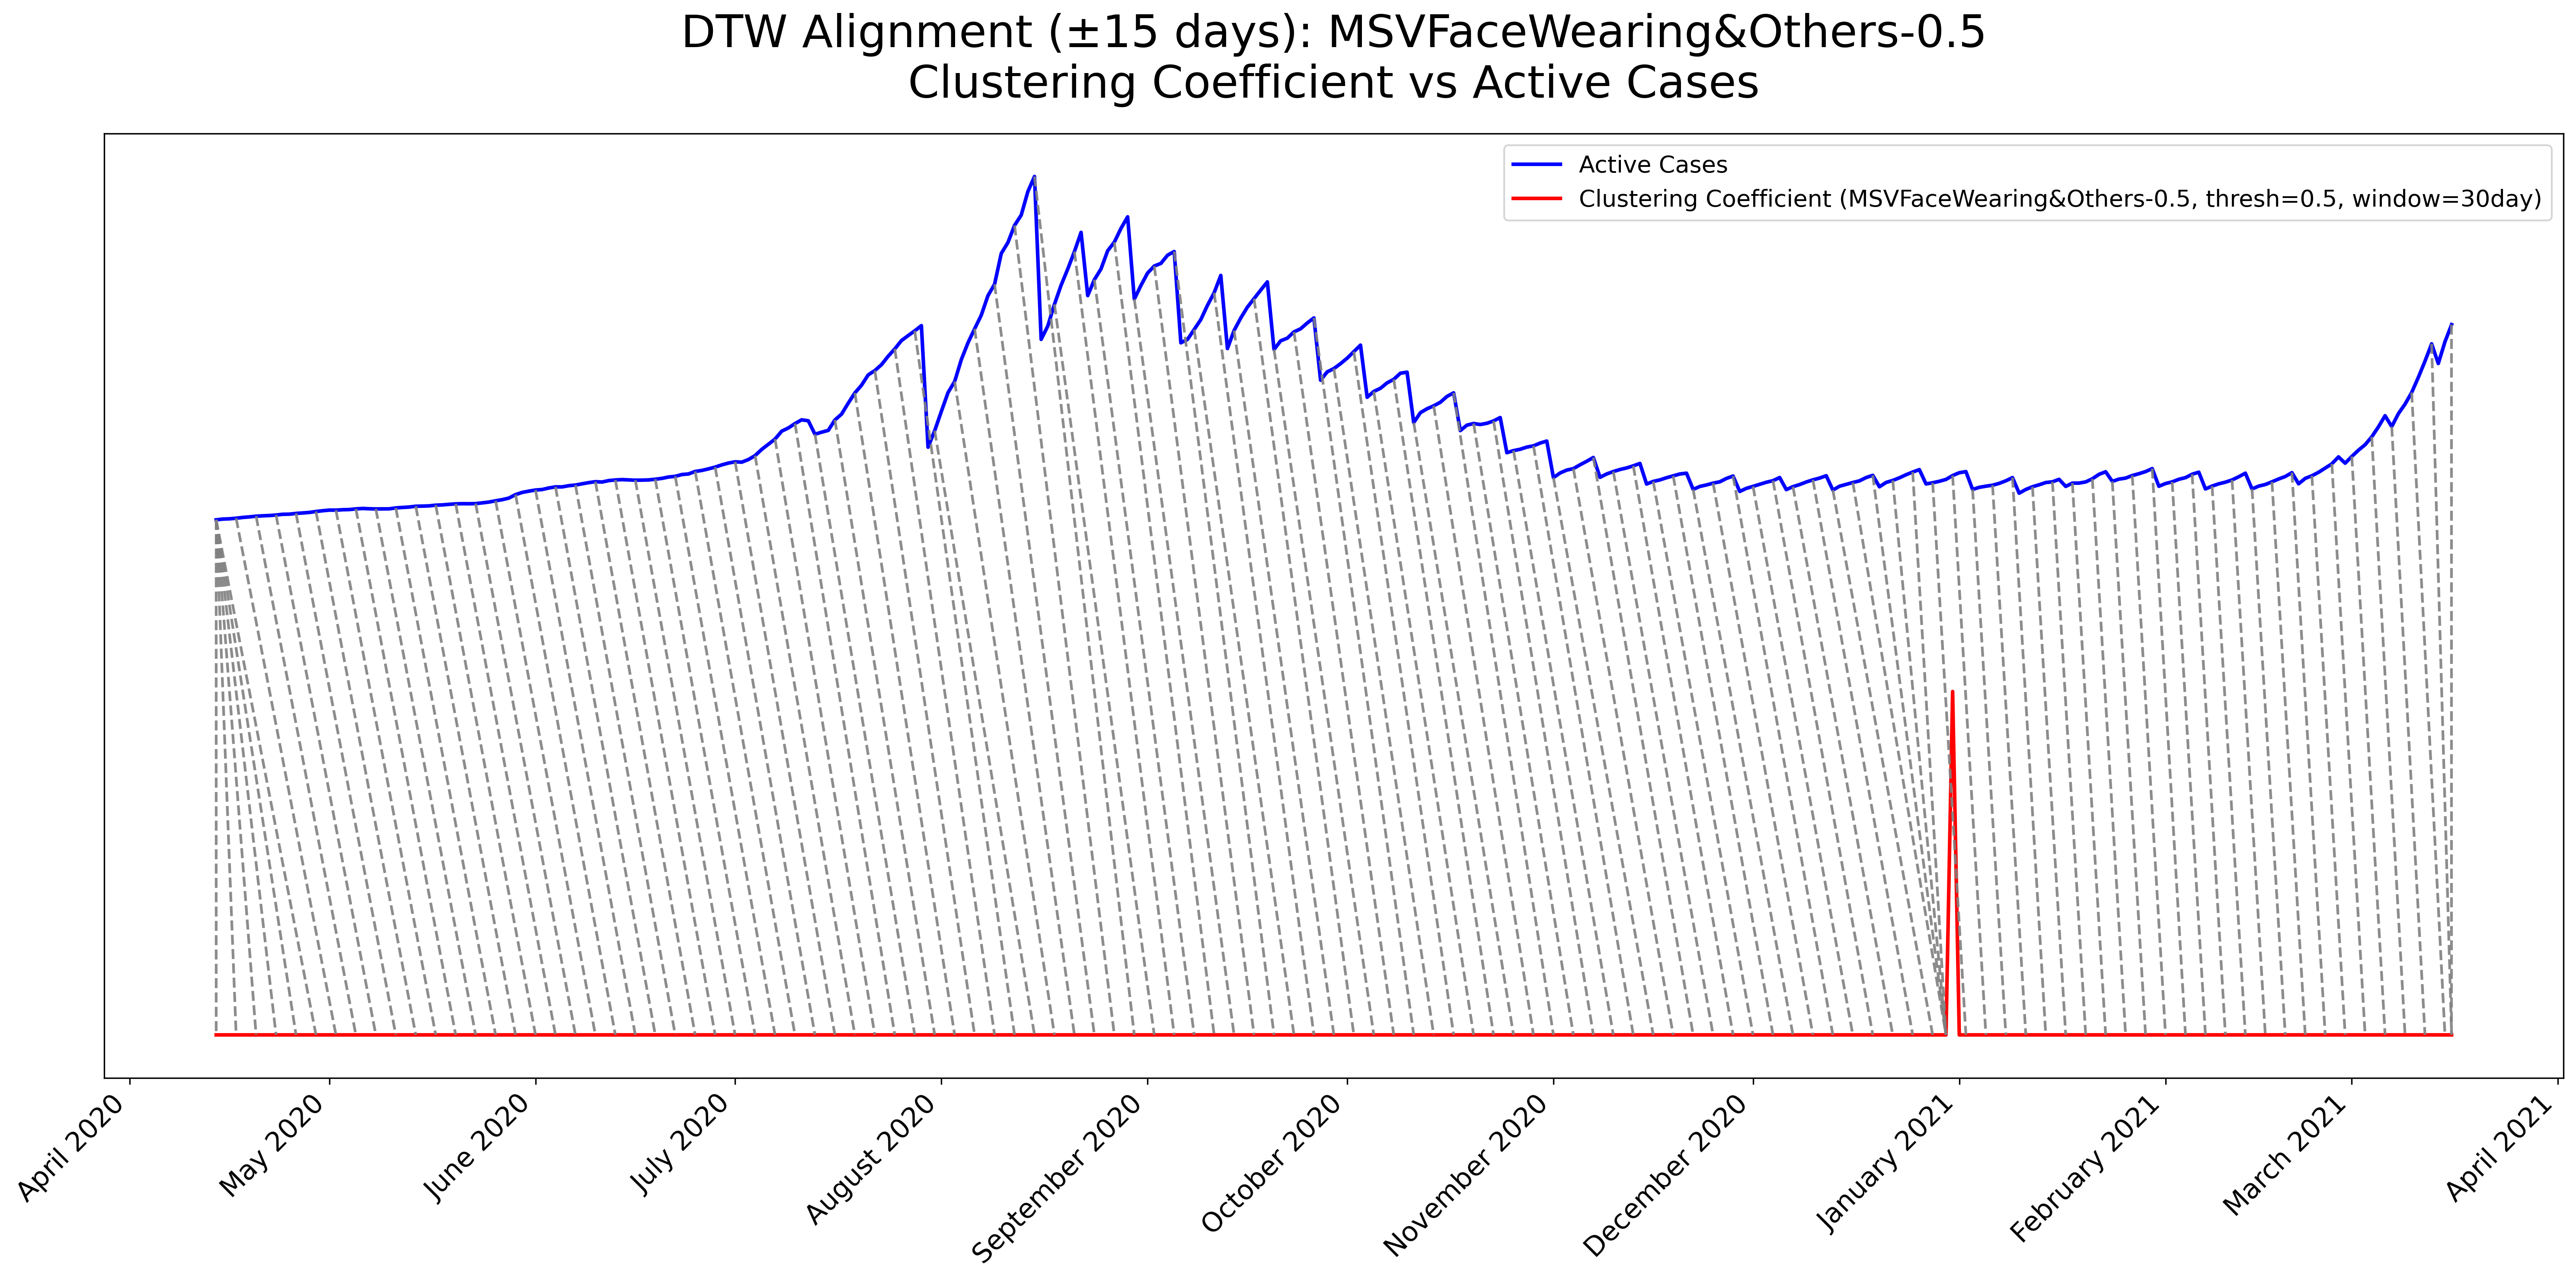 DTW Alignment (±15 days): MSVFaceWearing&Others-0.5
Clustering Coefficient vs Active Cases
Active Cases
Clustering Coefficient (MSVFaceWearing&Others-0.5, thresh=0.5, window=30day)
April 2020
May 2020
June 2020
July 2020
August 2020
September 2020
October 2020
November 2020
December 2020
January 2021
February 2021
March 2021
April 2021